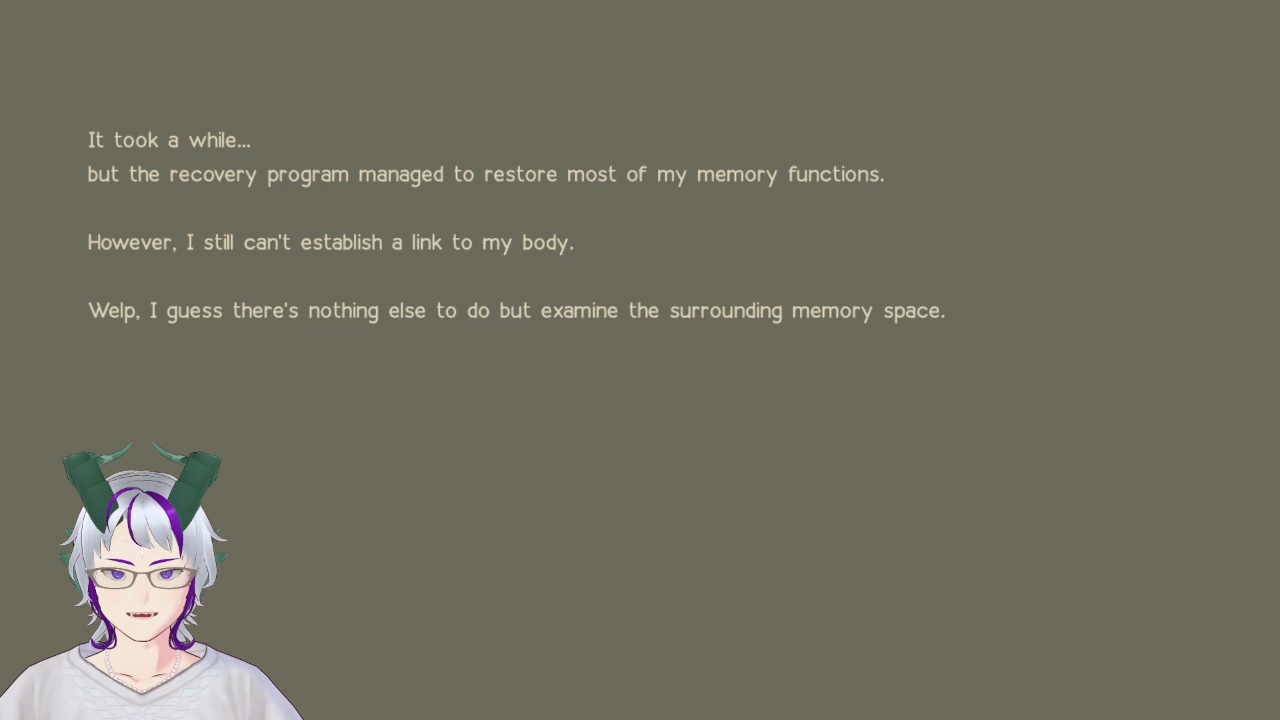 It took a while...
but the recovery program managed to restore most of my memory functions.
However, I still can't establish a link to my body.
Welp, I guess there's nothing else to do but examine the surrounding memory space.